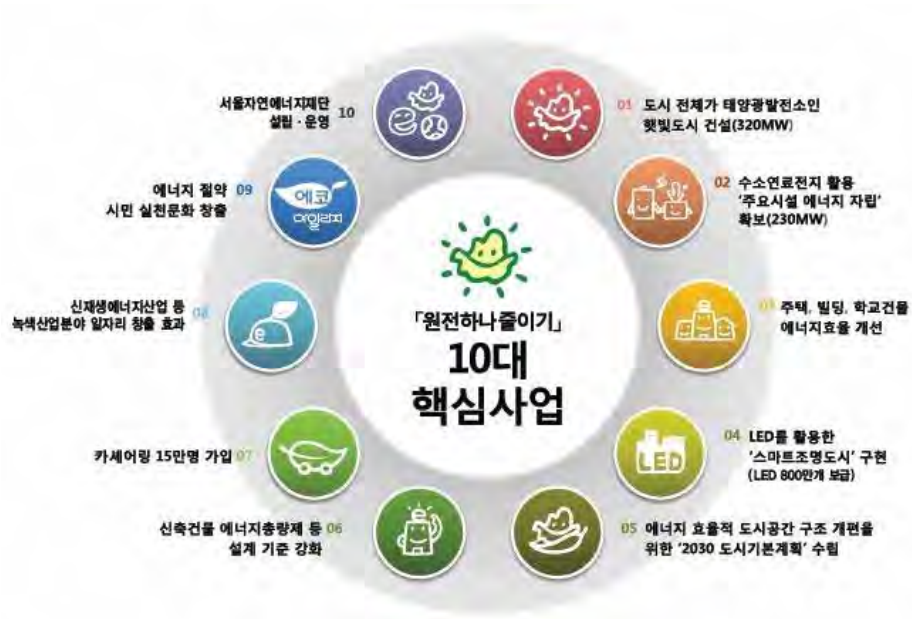 「원전하나줄이기」
10대
핵심사업
01 도시 전체가 태양광발전소인
햇빛도시 건설(320MW)
02 수소연료전지 활용
'주요시설 에너지 자립'
확보(230MW)
03 주택, 빌딩, 학교건물
에너지효율 개선
04 LED를 활용한
'스마트조명도시' 구현
(LED 800만개 보급)
LED
05 에너지 효율적 도시공간 구조 개편을
위한 '2030 도시기본계획' 수립
신축건물 에너지총량제 등 06
설계 기준 강화
카셰어링 15만명 가입 07
신재생에너지산업 등 08
녹색산업분야 일자리 창출 효과
e
에너지 절약 09
시민 실천문화 창출
에코
마일리지
서울자연에너지재단 10
설립·운영